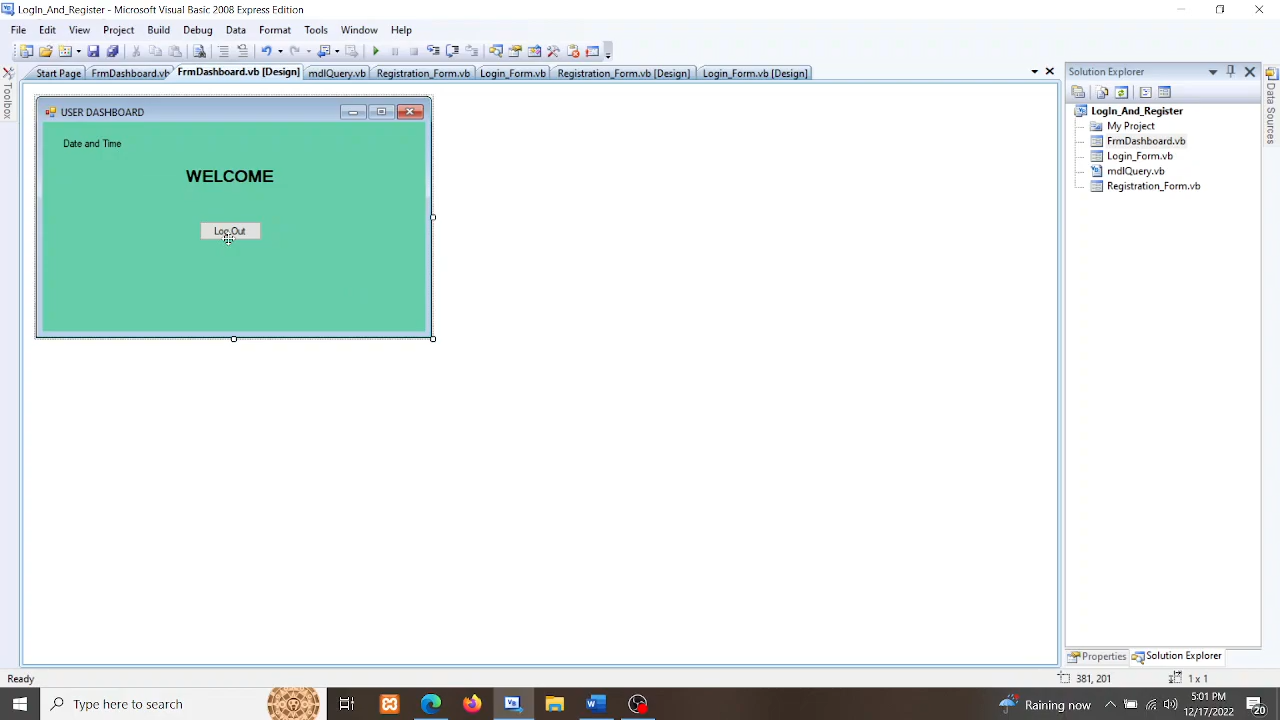 LogIn_And_Register - Microsoft Visual Basic 2008 Express Edition
File Edit View Project Build Debug Data Format Tools Window Help
Start Page FrmDashboard.vb FrmDashboard.vb [Design] mdlQuery.vb Registration_Form.vb Login_Form.vb Registration_Form.vb [Design] Login_Form.vb [Design]
Toolbox
USER DASHBOARD
Date and Time
WELCOME
Log Out
Solution Explorer
LogIn_And_Register
My Project
FrmDashboard.vb
Login_Form.vb
mdlQuery.vb
Registration_Form.vb
Data Sources
Properties Solution Explorer
Ready 381, 201 1 x 1
Type here to search
Raining now
5:01 PM
12/17/2022
20